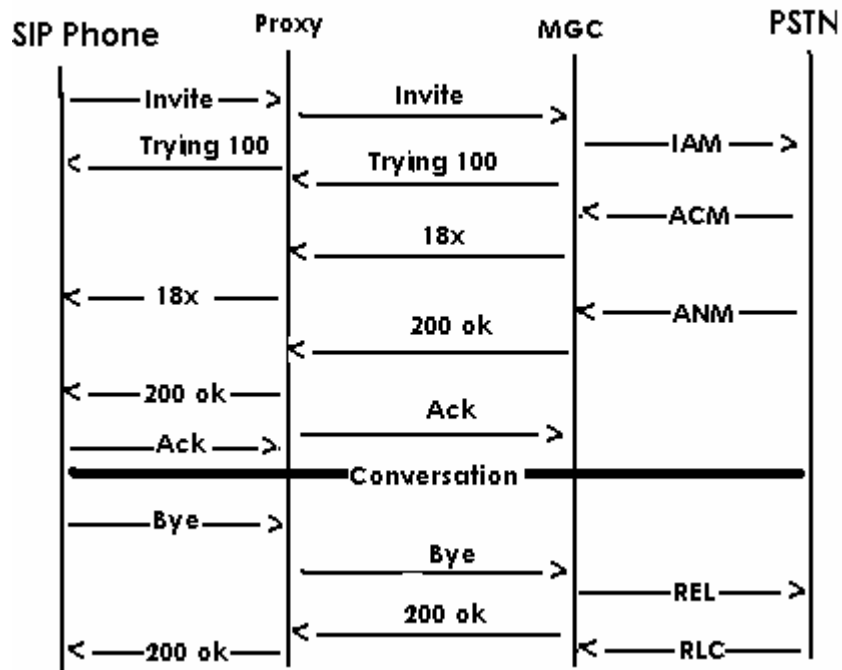 SIP Phone
Proxy
MGC
PSTN
Invite
Invite
Trying 100
IAM
Trying 100
ACM
18x
18x
ANM
200 ok
200 ok
Ack
Ack
Conversation
Bye
Bye
REL
200 ok
200 ok
RLC